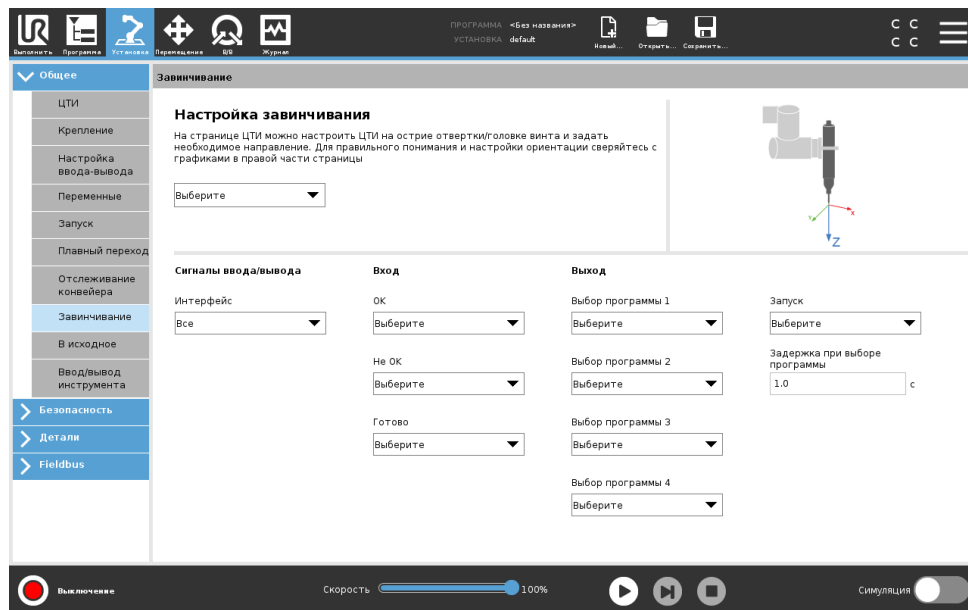 ПРОГРАММА <Без названия>
УСТАНОВКА default
C C
C C
Выполнить Программа Установка Перемещение В/В Журнал
Новый... Открыть... Сохранить...
Общее
ЦТИ
Крепление
Настройка
ввода-вывода
Переменные
Запуск
Плавный переход
Отслеживание
конвейера
Завинчивание
В исходное
Ввод/вывод
инструмента
Безопасность
Детали
Fieldbus
Завинчивание
Настройка завинчивания
На странице ЦТИ можно настроить ЦТИ на острие отвертки/головке винта и задать
необходимое направление. Для правильного понимания и настройки ориентации сверяйтесь с
графиками в правой части страницы
Выберите
Y
X
Z
Сигналы ввода/вывода
Интерфейс
Все
Вход
OK
Выберите
Не OK
Выберите
Готово
Выберите
Выход
Выбор программы 1
Выберите
Выбор программы 2
Выберите
Выбор программы 3
Выберите
Выбор программы 4
Выберите
Запуск
Выберите
Задержка при выборе
программы
1.0 с
Выключение
Скорость 100%
Симуляция